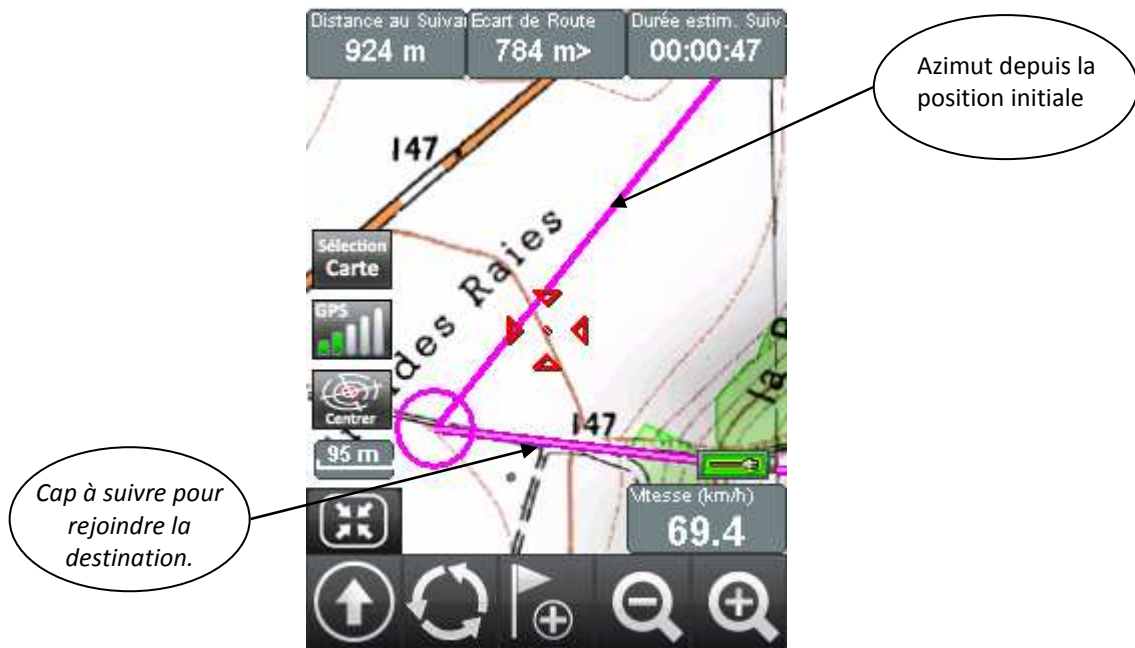 Distance au Suivai
924 m
Ecart de Route
784 m>
Durée estim. Suiv.
00:00:47
Azimut depuis la
position initiale
147
Sélection
Carte
des Raies
GPS
Centrer
147
la
95 m
Cap à suivre pour
rejoindre la
destination.
Vitesse (km/h)
69.4